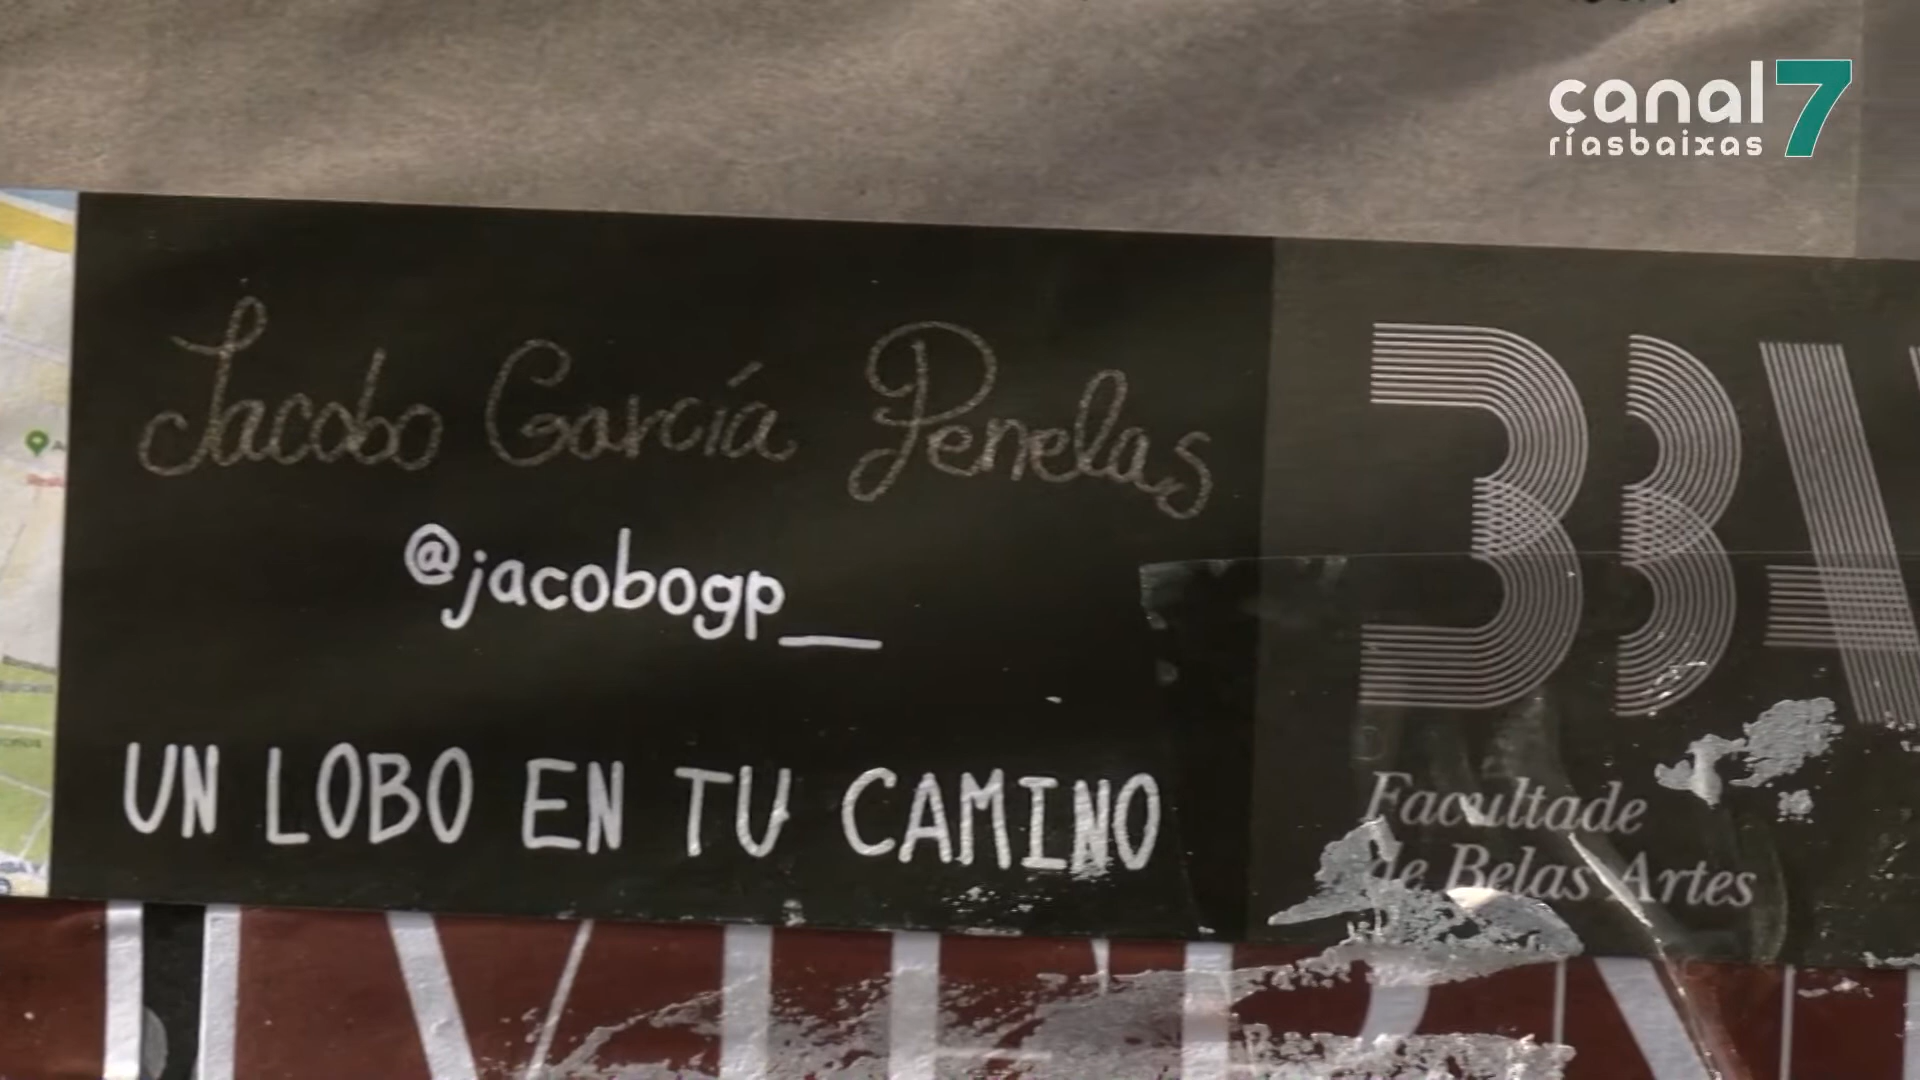 canal 7
ríasbaixas
Jacobo García Penelas
@jacobogp__
UN LOBO EN TU CAMINO
Facultade
de Belas Artes